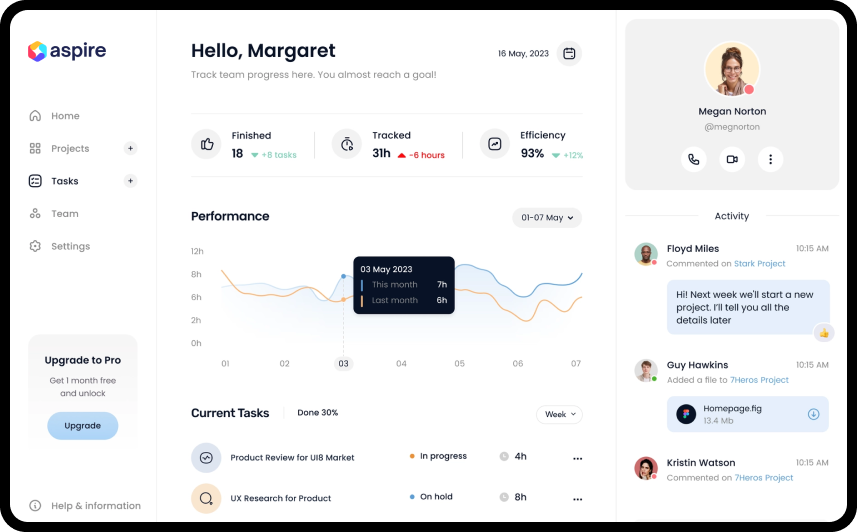 aspire
Home
Projects +
Tasks +
Team
Settings
Upgrade to Pro
Get 1 month free
and unlock
Upgrade
Help & information
Hello, Margaret
Track team progress here. You almost reach a goal!
16 May, 2023
Finished
18 +8 tasks
Tracked
31h -6 hours
Efficiency
93% +12%
Performance
01-07 May
12h
8h
6h
2h
0h
03 May 2023
This month 7h
Last month 6h
01 02 03 04 05 06 07
Current Tasks
Done 30%
Week
Product Review for UI8 Market
In progress
4h
UX Research for Product
On hold
8h
Megan Norton
@megnorton
Activity
Floyd Miles 10:15 AM
Commented on Stark Project
Hi! Next week we'll start a new
project. I'll tell you all the
details later
Guy Hawkins 10:15 AM
Added a file to 7Heros Project
Homepage.fig
13.4 Mb
Kristin Watson 10:15 AM
Commented on 7Heros Project